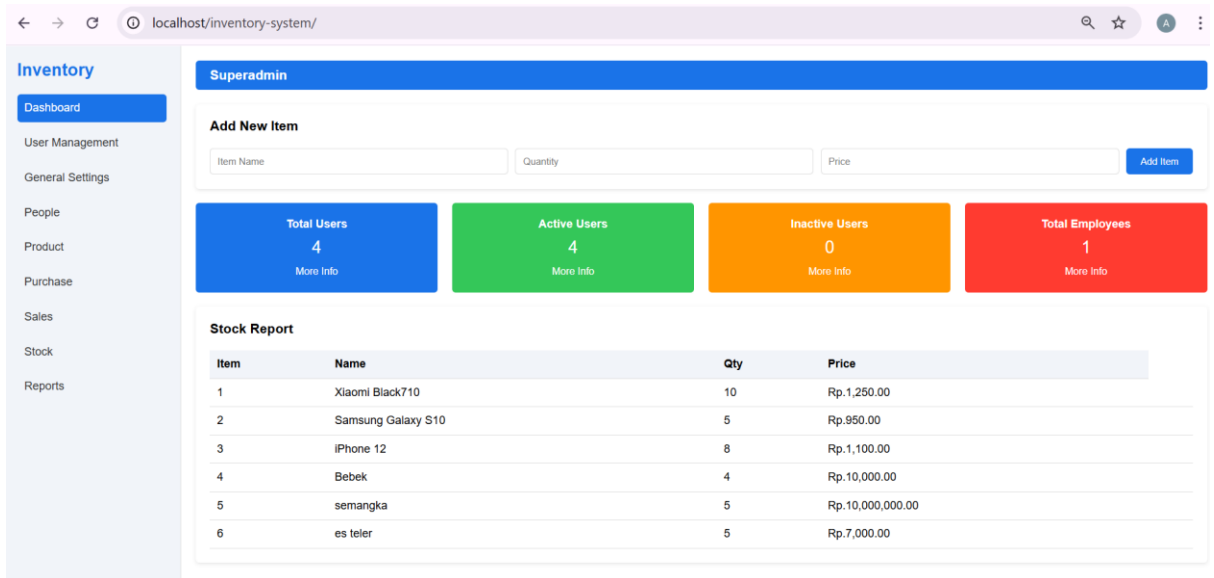 localhost/inventory-system/
A
Inventory
Dashboard
User Management
General Settings
People
Product
Purchase
Sales
Stock
Reports
Superadmin
Add New Item
Item Name Quantity Price Add Item
Total Users
4
More Info
Active Users
4
More Info
Inactive Users
0
More Info
Total Employees
1
More Info
Stock Report
Item Name Qty Price
1 Xiaomi Black710 10 Rp.1,250.00
2 Samsung Galaxy S10 5 Rp.950.00
3 iPhone 12 8 Rp.1,100.00
4 Bebek 4 Rp.10,000.00
5 semangka 5 Rp.10,000,000.00
6 es teler 5 Rp.7,000.00